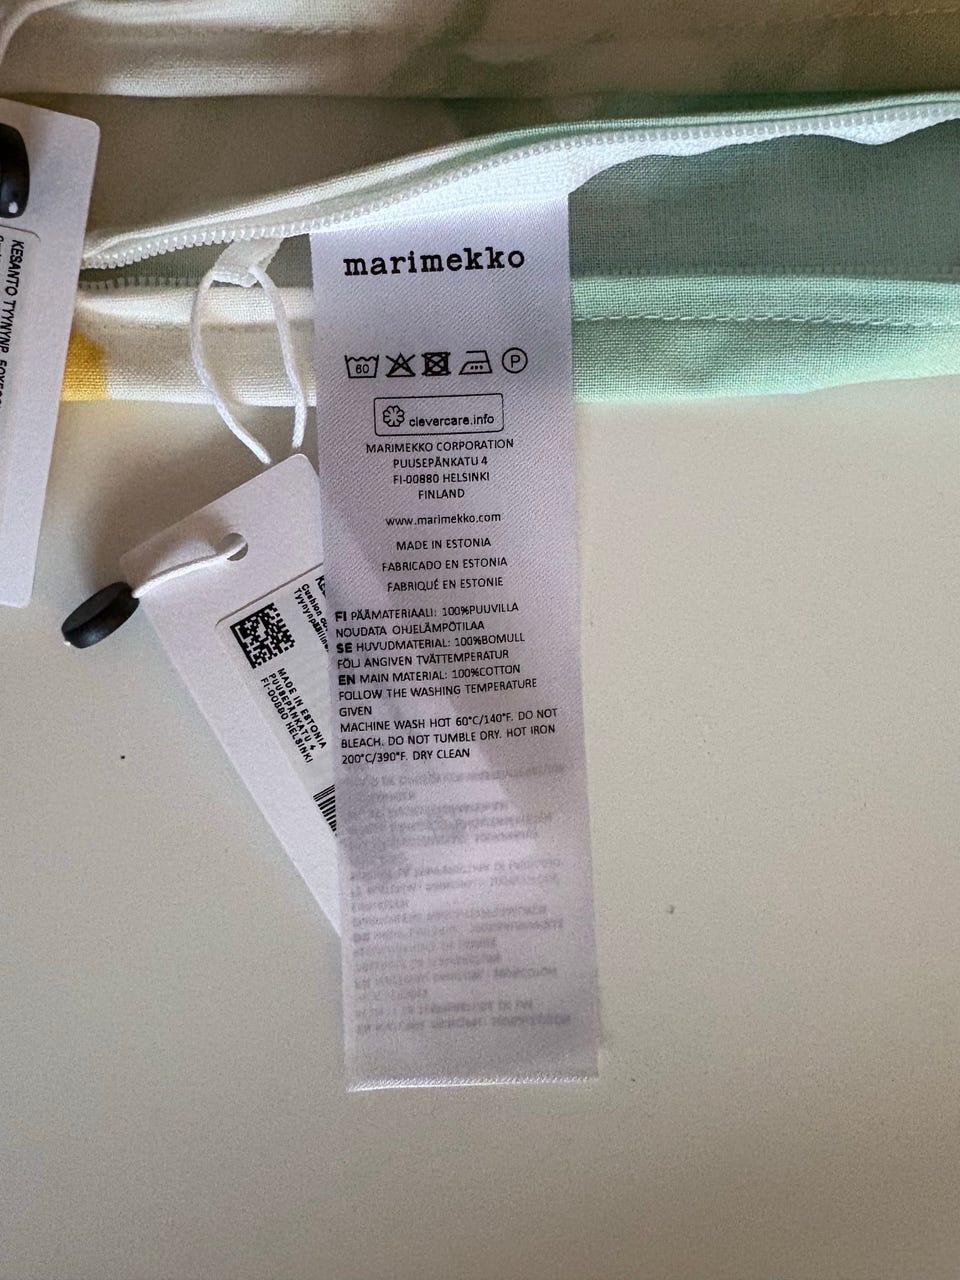 marimekko
60
P
clevercare.info
MARIMEKKO CORPORATION
PUUSEPÄNKATU 4
FI-00880 HELSINKI
FINLAND
www.marimekko.com
MADE IN ESTONIA
FABRICADO EN ESTONIA
FABRIQUÉ EN ESTONIE
FI PÄÄMATERIAALI: 100%PUUVILLA
NOUDATA OHJELÄMPÖTILAA
SE HUVUDMATERIAL: 100%BOMULL
FÖLJ ANGIVEN TVÄTTEMPERATUR
EN MAIN MATERIAL: 100%COTTON
FOLLOW THE WASHING TEMPERATURE
GIVEN
MACHINE WASH HOT 60°C/140°F. DO NOT
BLEACH. DO NOT TUMBLE DRY. HOT IRON
200°C/390°F. DRY CLEAN
KESANTO TYYNYNP.
Cushion
MADE IN ESTONIA
PUUSEPÄNKATU 4
FI-00880 HELSINKI